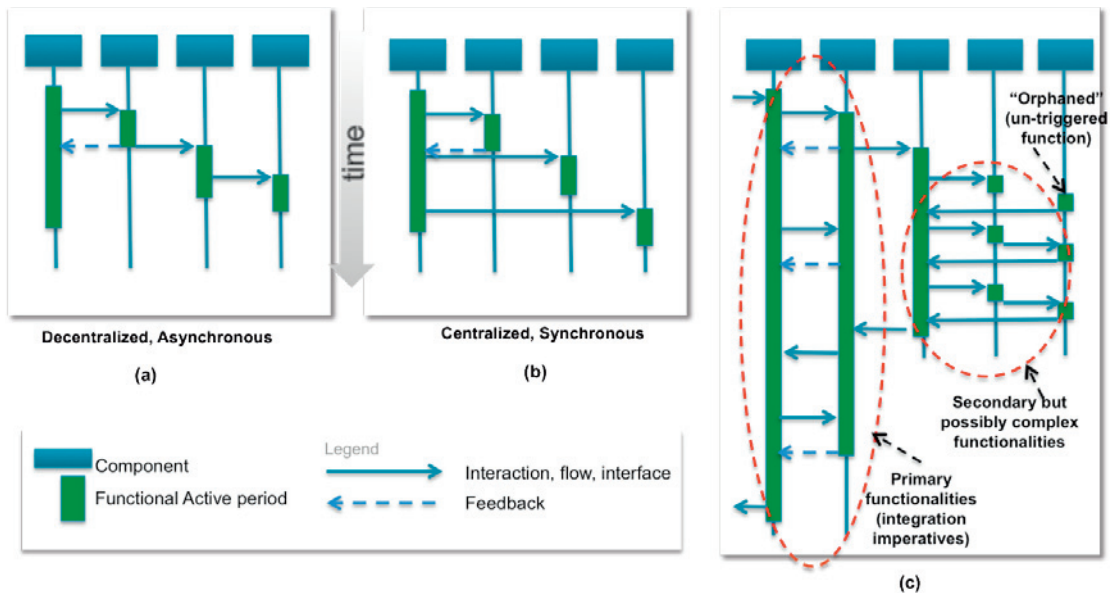 (a)
(b)
(c)
time
“Orphaned”
(un-triggered
function)
Decentralized, Asynchronous
Centralized, Synchronous
(a)
(b)
Secondary but
possibly complex
functionalities
Primary
functionalities
(integration
imperatives)
Legend
Component
Functional Active period
Interaction, flow, interface
Feedback
(c)